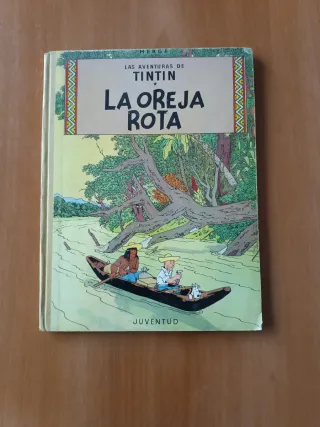 HERGÉ
LAS AVENTURAS DE
TINTIN
LA OREJA
ROTA
JUVENTUD